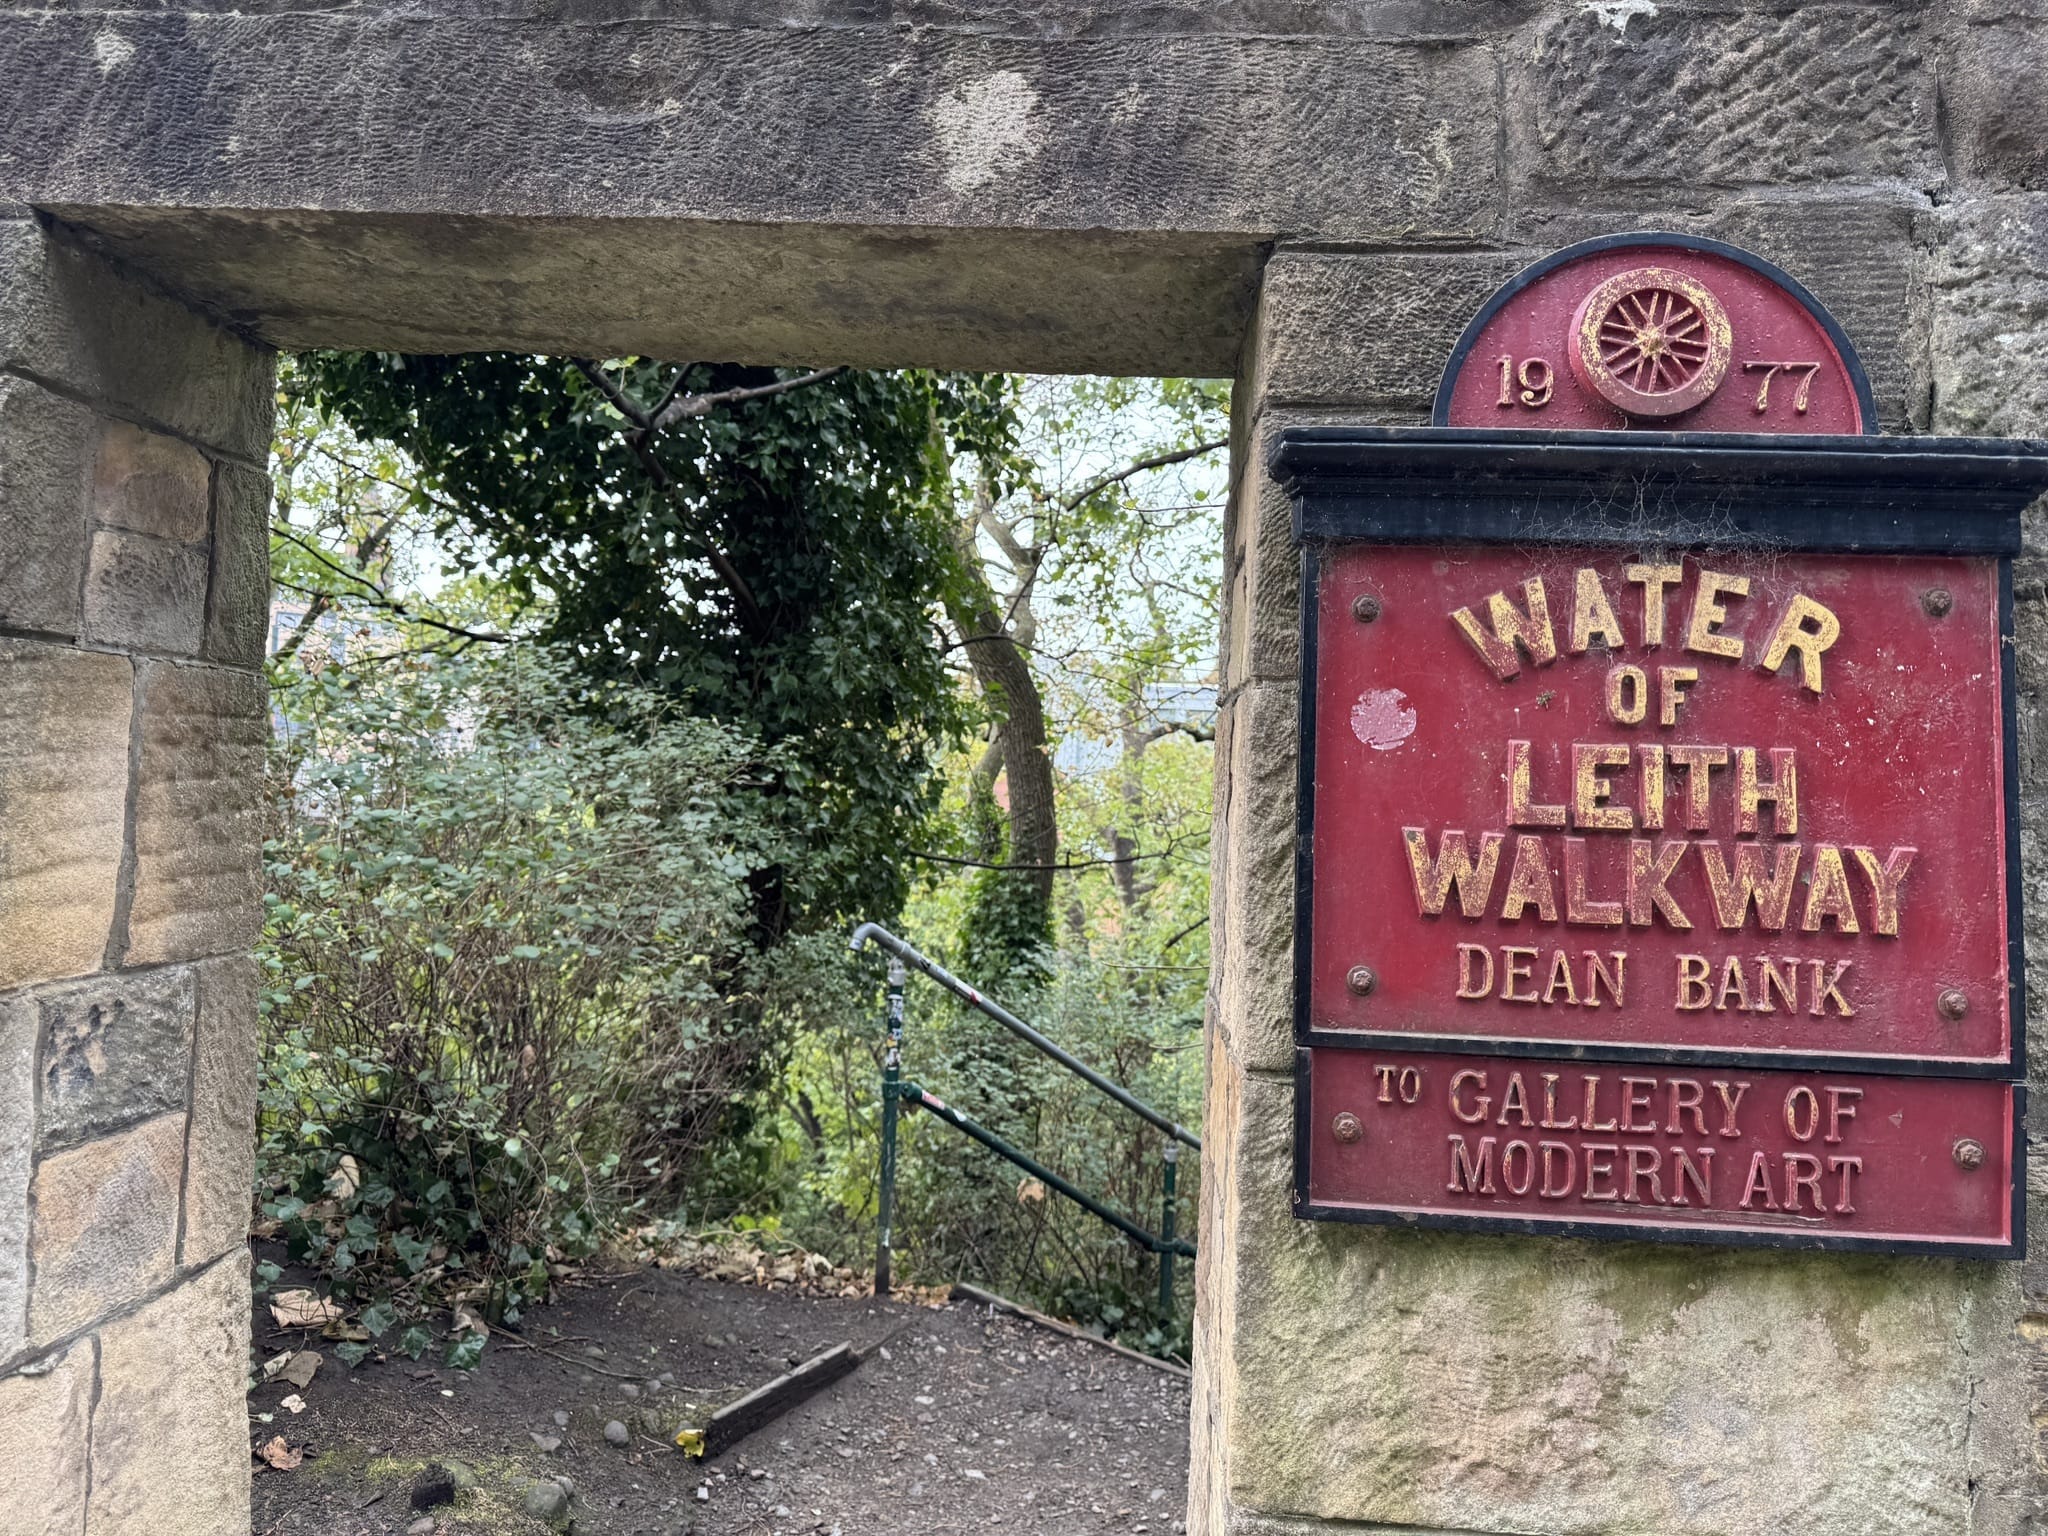 19 77
WATER
OF
LEITH
WALKWAY
DEAN BANK
TO GALLERY OF
MODERN ART